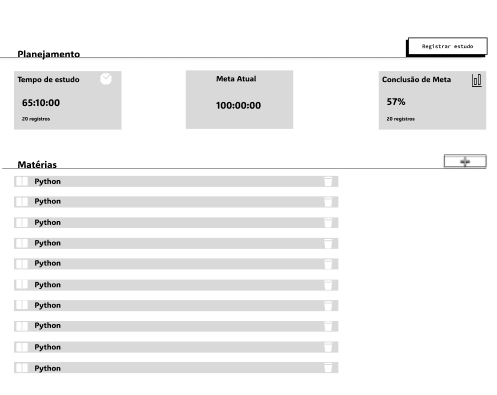 Registrar estudo
Planejamento
Tempo de estudo
Meta Atual
Conclusão de Meta
65:10:00
100:00:00
57%
20 registros
20 registros
Matérias
Python
Python
Python
Python
Python
Python
Python
Python
Python
Python